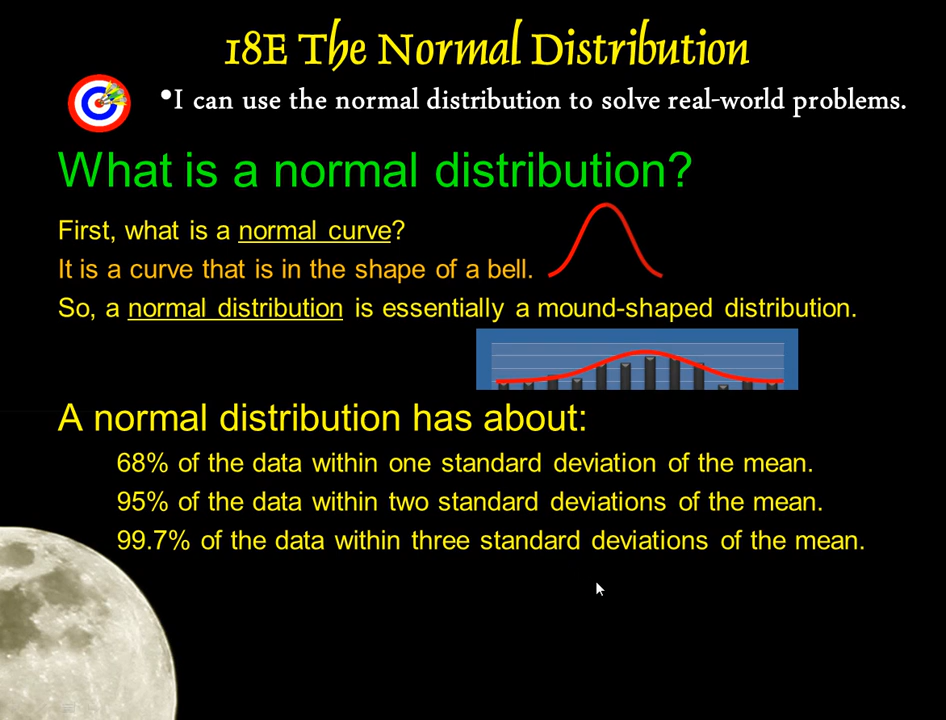 18E The Normal Distribution
•I can use the normal distribution to solve real-world problems.
What is a normal distribution?
First, what is a normal curve?
It is a curve that is in the shape of a bell.
So, a normal distribution is essentially a mound-shaped distribution.
A normal distribution has about:
68% of the data within one standard deviation of the mean.
95% of the data within two standard deviations of the mean.
99.7% of the data within three standard deviations of the mean.